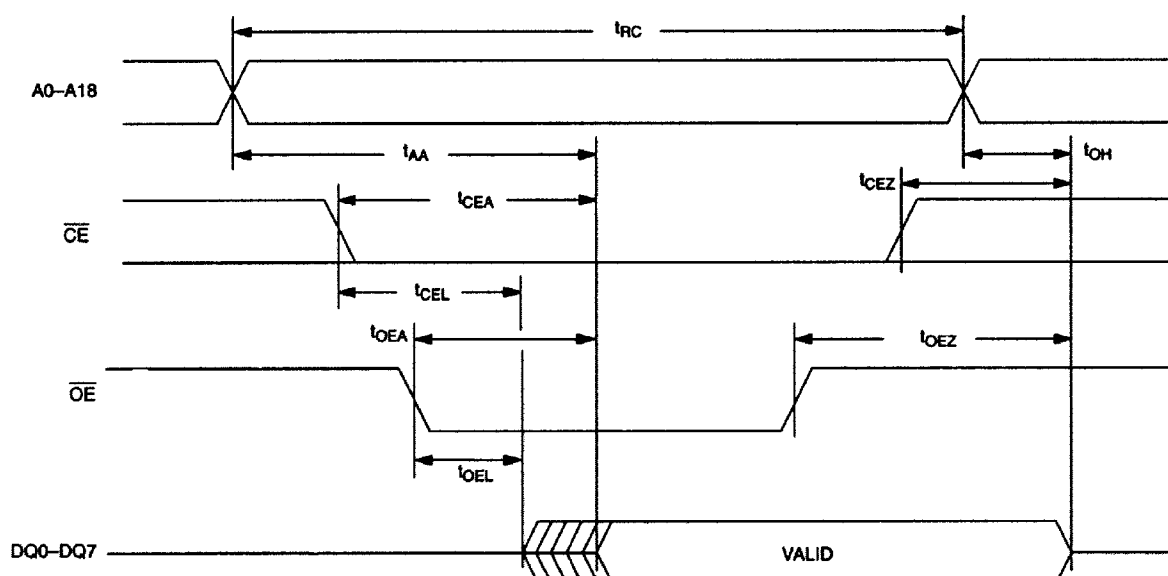 tRC
A0–A18
tAA
tOH
tCEZ
tCEA
CE
tCEL
tOEA
tOEZ
OE
tOEL
DQ0–DQ7
VALID